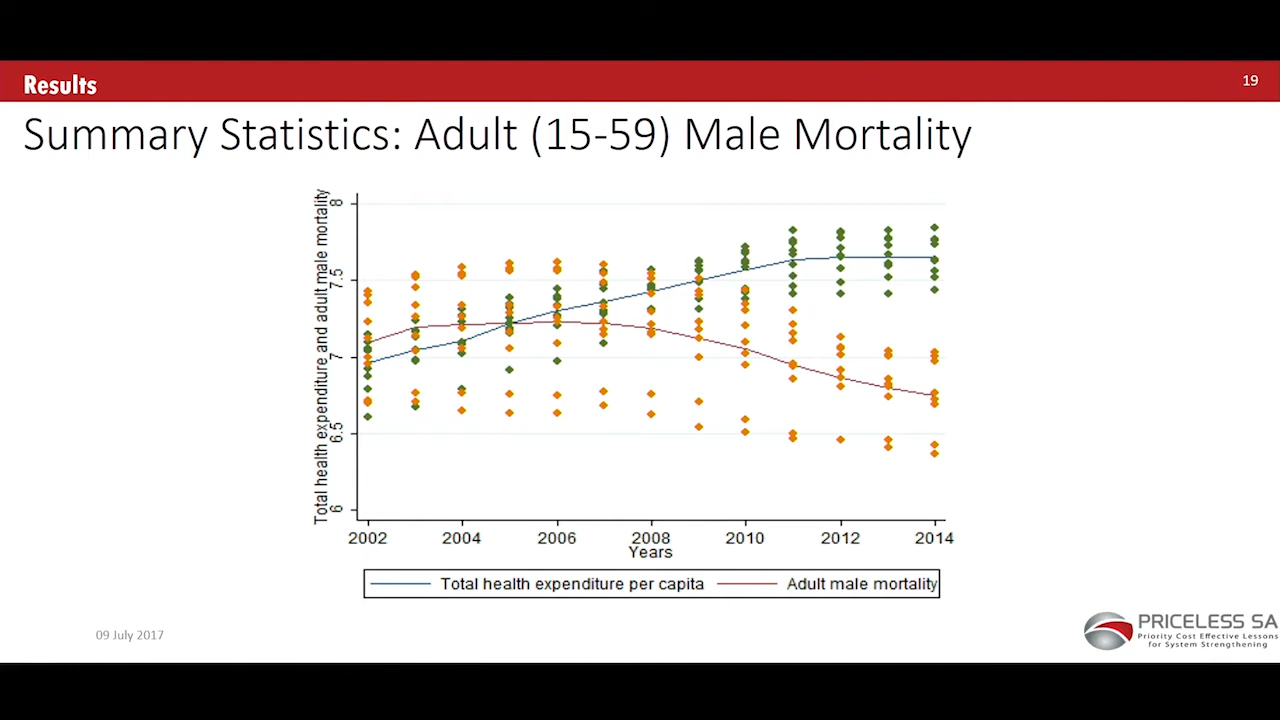 Results
19
Summary Statistics: Adult (15-59) Male Mortality
Total health expenditure and adult male mortality
8
7.5
7
6.5
6
2002 2004 2006 2008 2010 2012 2014
Years
Total health expenditure per capita
Adult male mortality
09 July 2017
PRICELESS SA
Priority Cost Effective Lessons
for System Strengthening